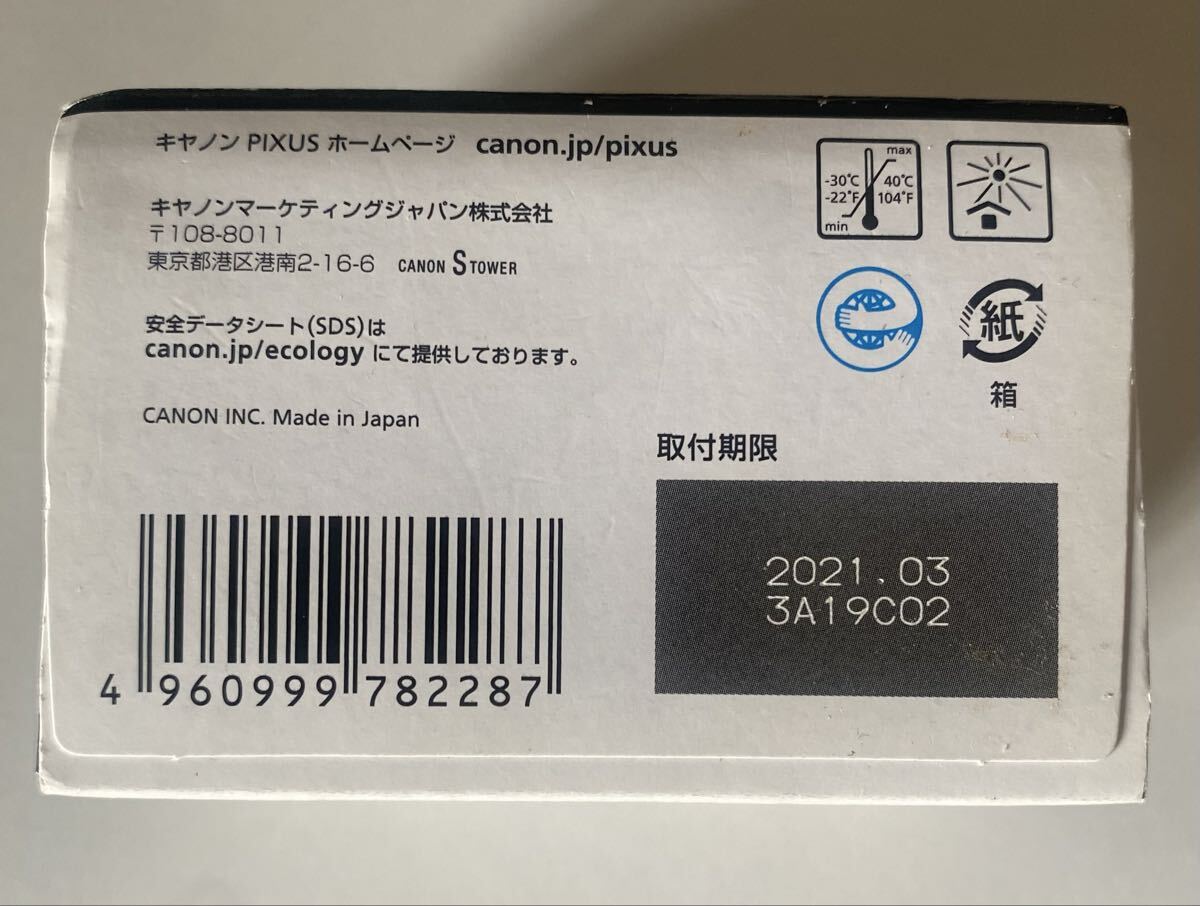 キヤノン PIXUS ホームページ canon.jp/pixus
キヤノンマーケティングジャパン株式会社
〒108-8011
東京都港区港南2-16-6 CANON S TOWER
安全データシート(SDS)は
canon.jp/ecology にて提供しております。
CANON INC. Made in Japan
max
-30℃ 40℃
-22°F 104°F
min
紙
箱
取付期限
2021.03
3A19C02
4 960999 782287